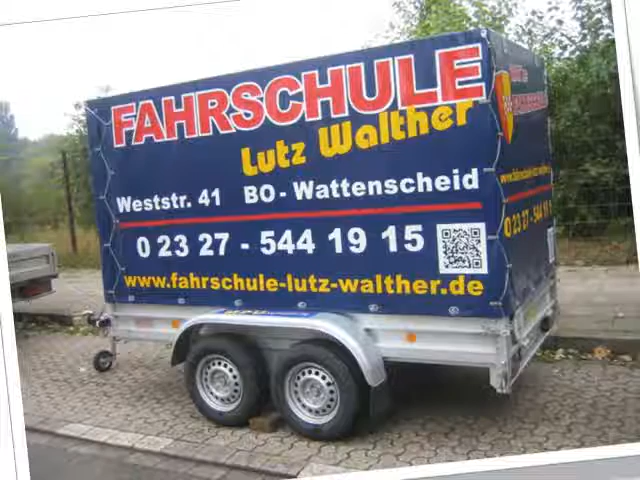 FAHRSCHULE
Lutz Walther
Weststr. 41 BO - Wattenscheid
0 23 27 - 544 19 15
www.fahrschule-lutz-walther.de